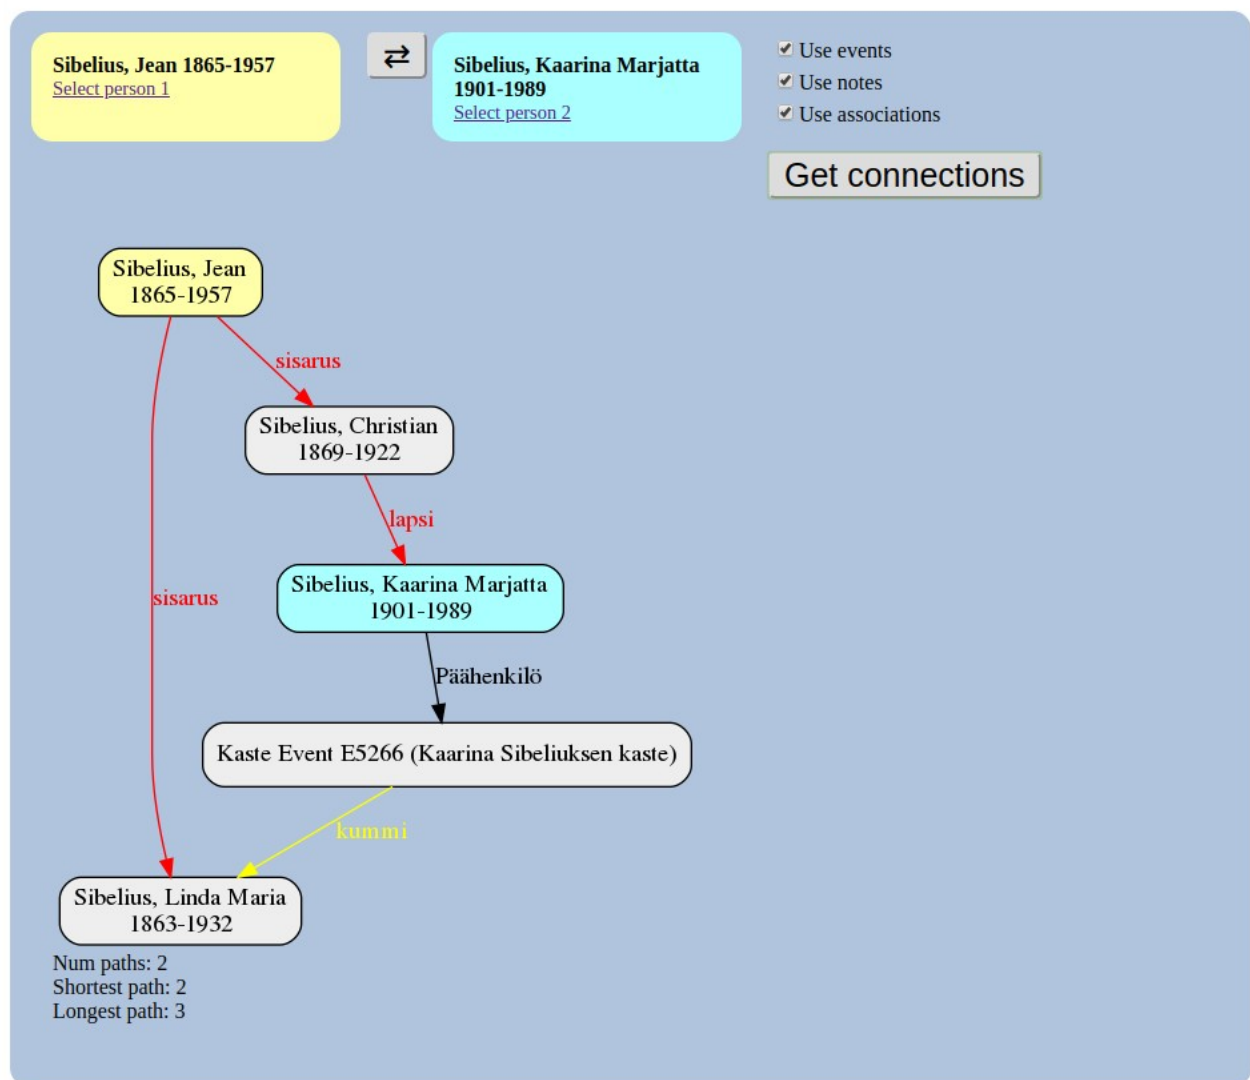 Sibelius, Jean 1865-1957
Select person 1
⇄
Sibelius, Kaarina Marjatta
1901-1989
Select person 2
Use events
Use notes
Use associations
Get connections
Sibelius, Jean
1865-1957
sisarus
Sibelius, Christian
1869-1922
lapsi
Sibelius, Kaarina Marjatta
1901-1989
sisarus
Päähenkilö
Kaste Event E5266 (Kaarina Sibeliuksen kaste)
kummi
Sibelius, Linda Maria
1863-1932
Num paths: 2
Shortest path: 2
Longest path: 3